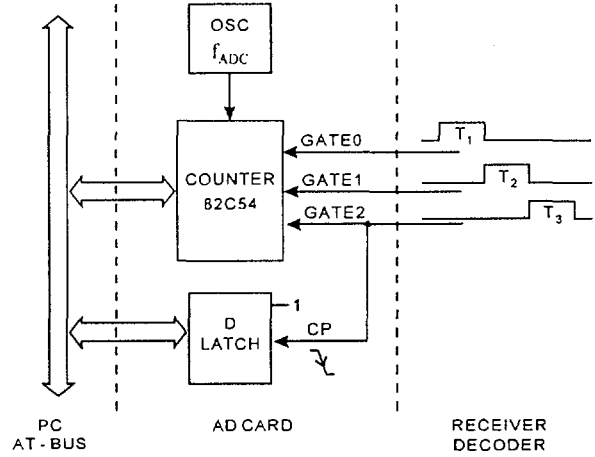 OSC
f_ADC
GATE0
T1
COUNTER
82C54
GATE1
T2
GATE2
T3
1
D
LATCH
CP
PC
AT - BUS
AD CARD
RECEIVER
DECODER